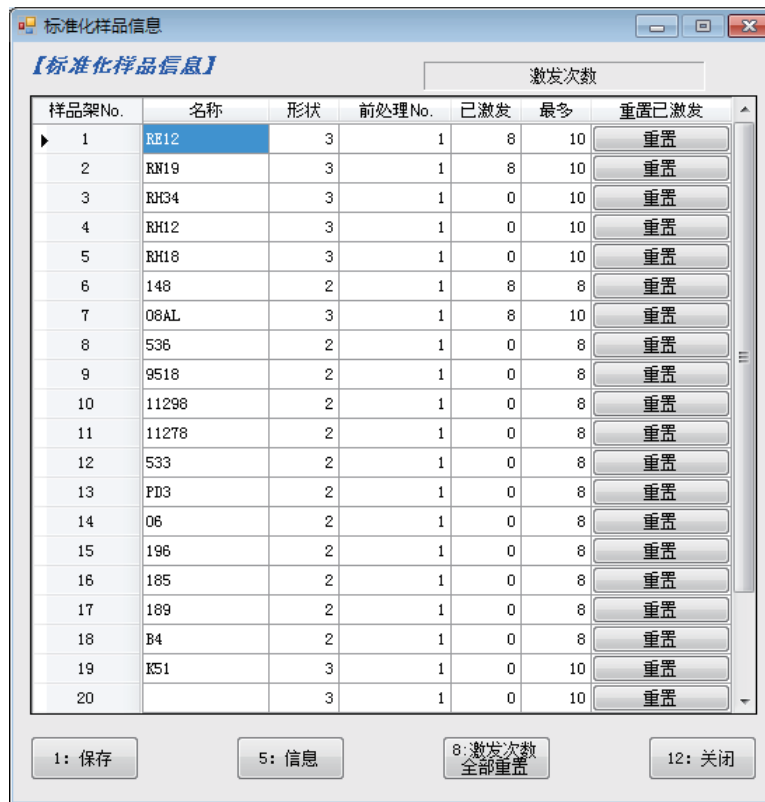 标准化样品信息
【标准化样品信息】
激发次数
样品架No. 名称 形状 前处理No. 已激发 最多 重置已激发
1 RE12 3 1 8 10 重置
2 RN19 3 1 8 10 重置
3 RH34 3 1 0 10 重置
4 RH12 3 1 0 10 重置
5 RH18 3 1 0 10 重置
6 148 2 1 8 8 重置
7 08AL 3 1 8 10 重置
8 536 2 1 0 8 重置
9 9518 2 1 0 8 重置
10 11298 2 1 0 8 重置
11 11278 2 1 0 8 重置
12 533 2 1 0 8 重置
13 PD3 2 1 0 8 重置
14 06 2 1 0 8 重置
15 196 2 1 0 8 重置
16 185 2 1 0 8 重置
17 189 2 1 0 8 重置
18 B4 2 1 0 8 重置
19 K51 3 1 0 10 重置
20 3 1 0 10 重置
1: 保存 5: 信息 8:激发次数 12: 关闭
全部重置